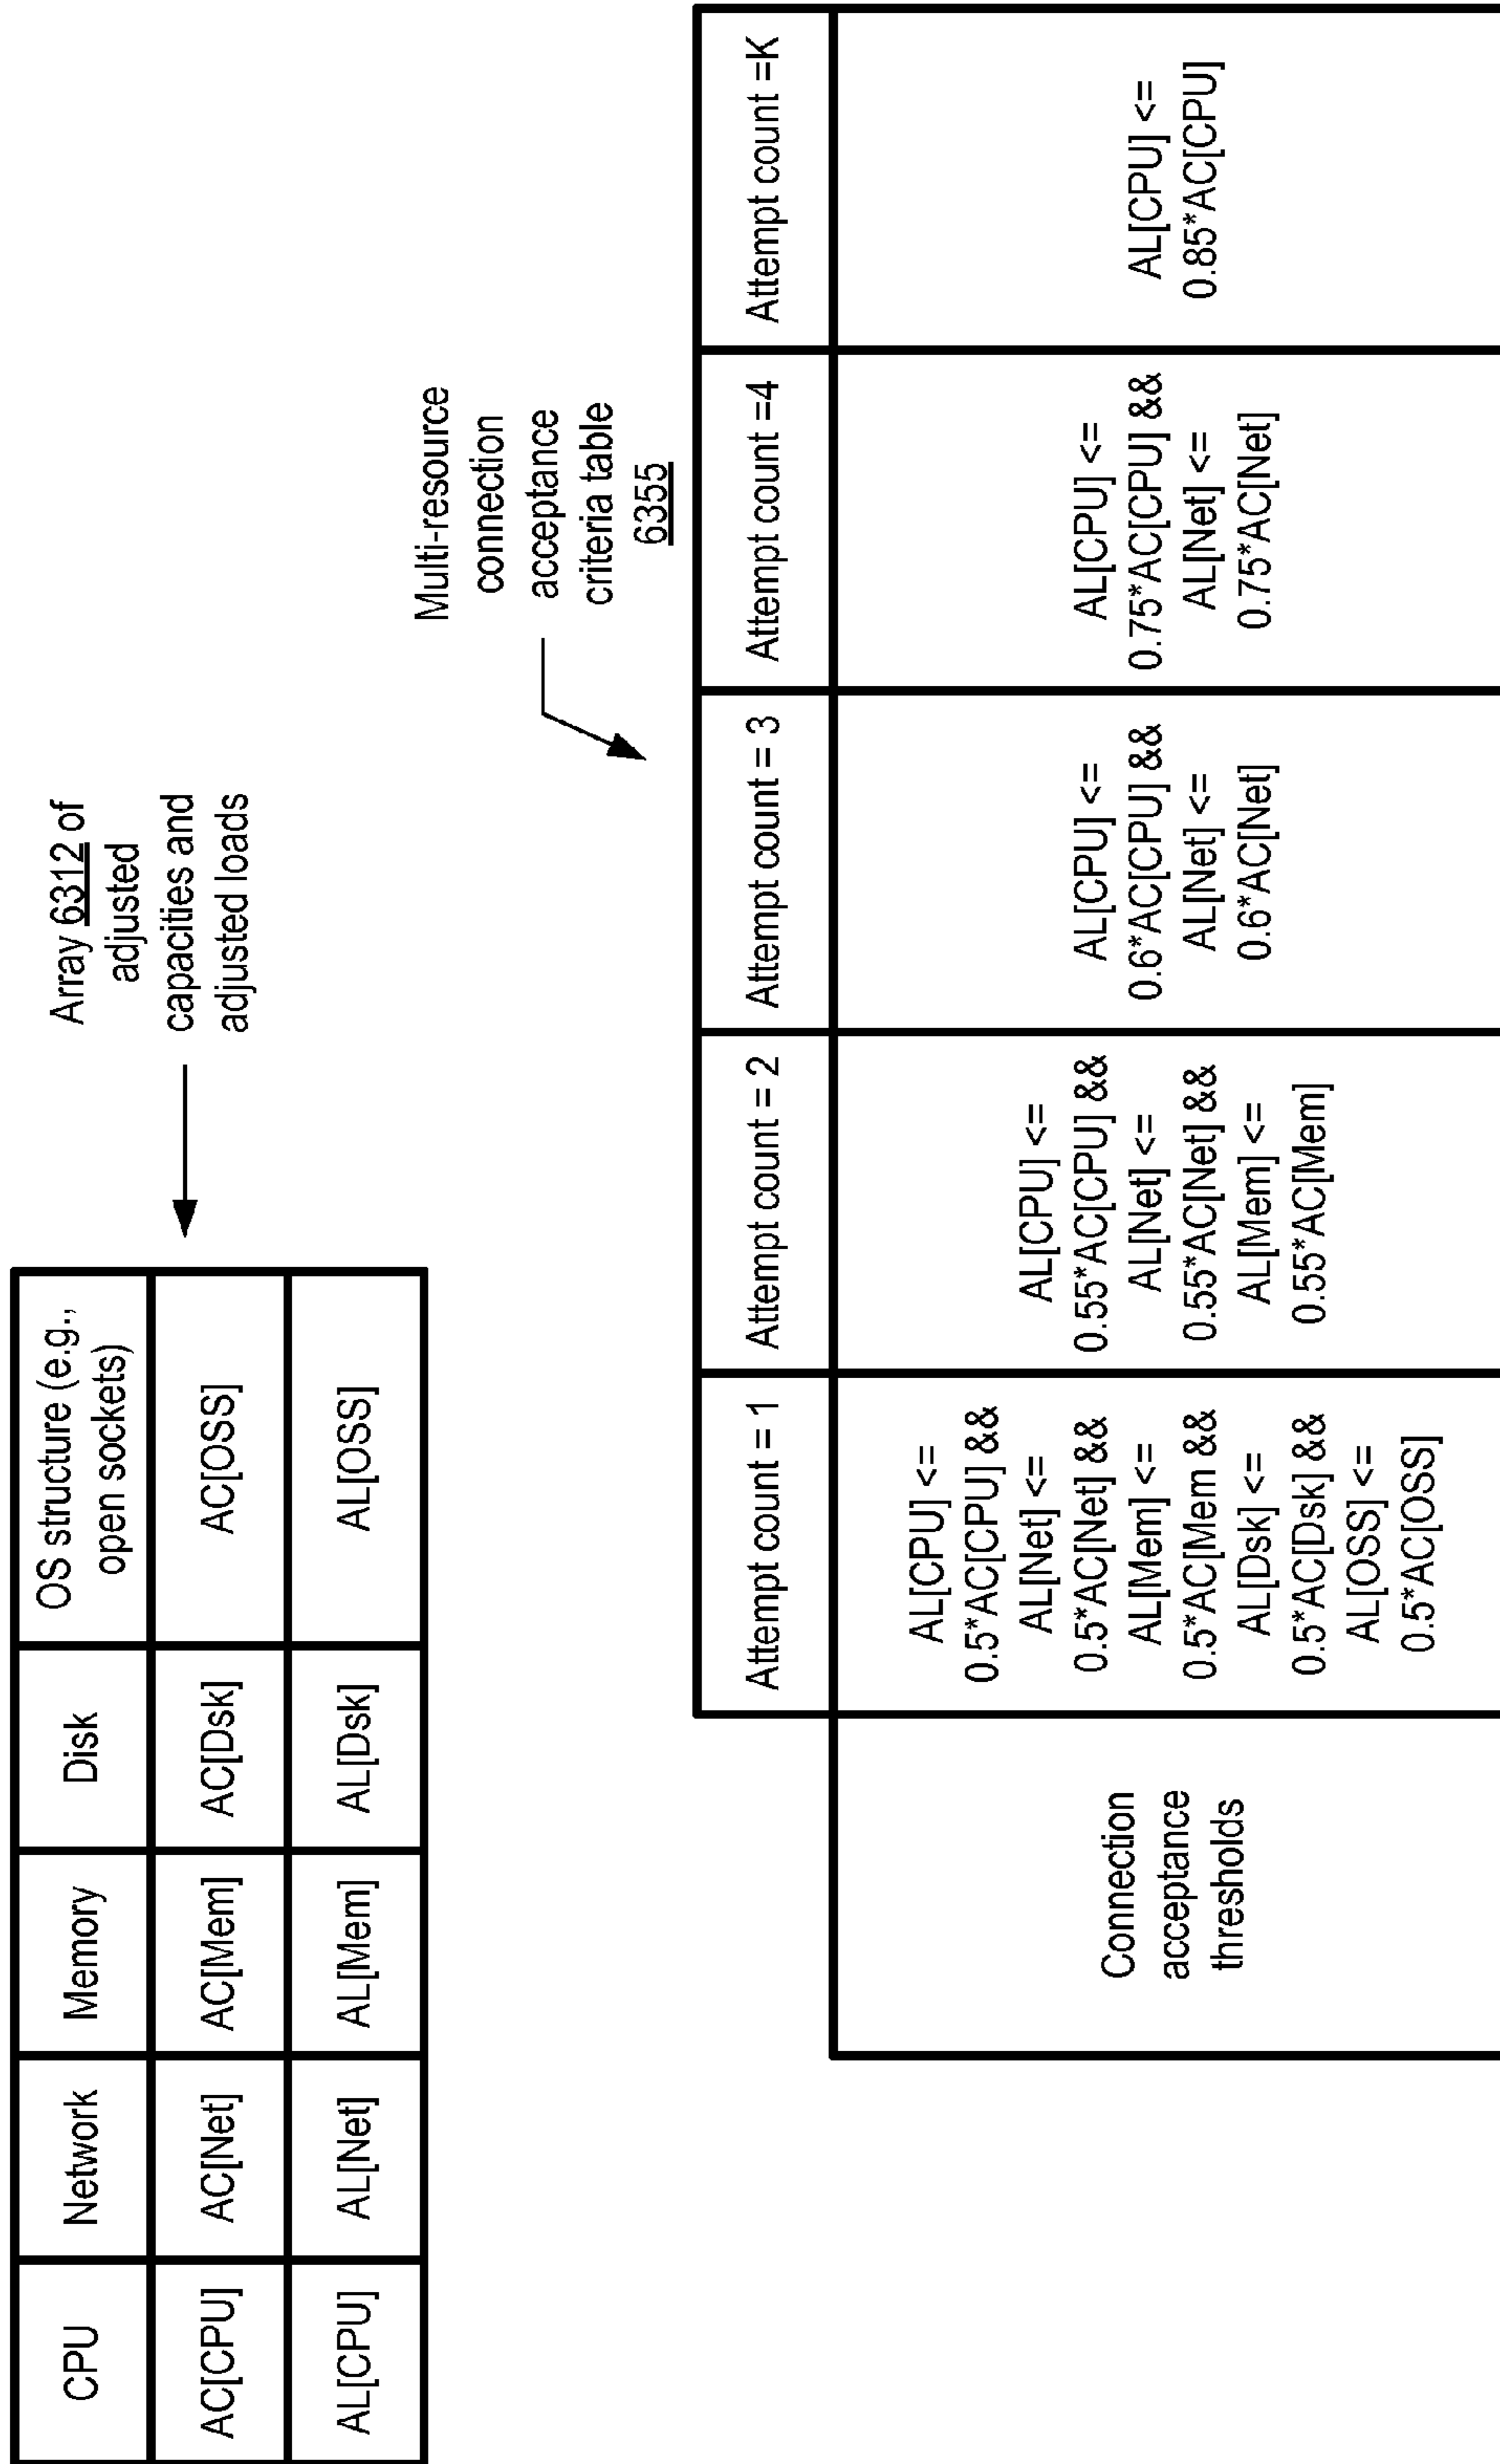 CPU
Network
Memory
Disk
OS structure (e.g.,
open sockets)
AC[CPU]
AC[Net]
AC[Mem]
AC[Dsk]
AC[OSS]
AL[CPU]
AL[Net]
AL[Mem]
AL[Dsk]
AL[OSS]
Array 6312 of
adjusted
capacities and
adjusted loads
Multi-resource
connection
acceptance
criteria table
6355
Attempt count = 1
Attempt count = 2
Attempt count = 3
Attempt count =4
Attempt count =K
Connection
acceptance
thresholds
AL[CPU] <=
0.5*AC[CPU] &&
AL[Net] <=
0.5*AC[Net] &&
AL[Mem] <=
0.5*AC[Mem &&
AL[Dsk] <=
0.5*AC[Dsk] &&
AL[OSS] <=
0.5*AC[OSS]
AL[CPU] <=
0.55*AC[CPU] &&
AL[Net] <=
0.55*AC[Net] &&
AL[Mem] <=
0.55*AC[Mem]
AL[CPU] <=
0.6*AC[CPU] &&
AL[Net] <=
0.6*AC[Net]
AL[CPU] <=
0.75*AC[CPU] &&
AL[Net] <=
0.75*AC[Net]
AL[CPU] <=
0.85*AC[CPU]